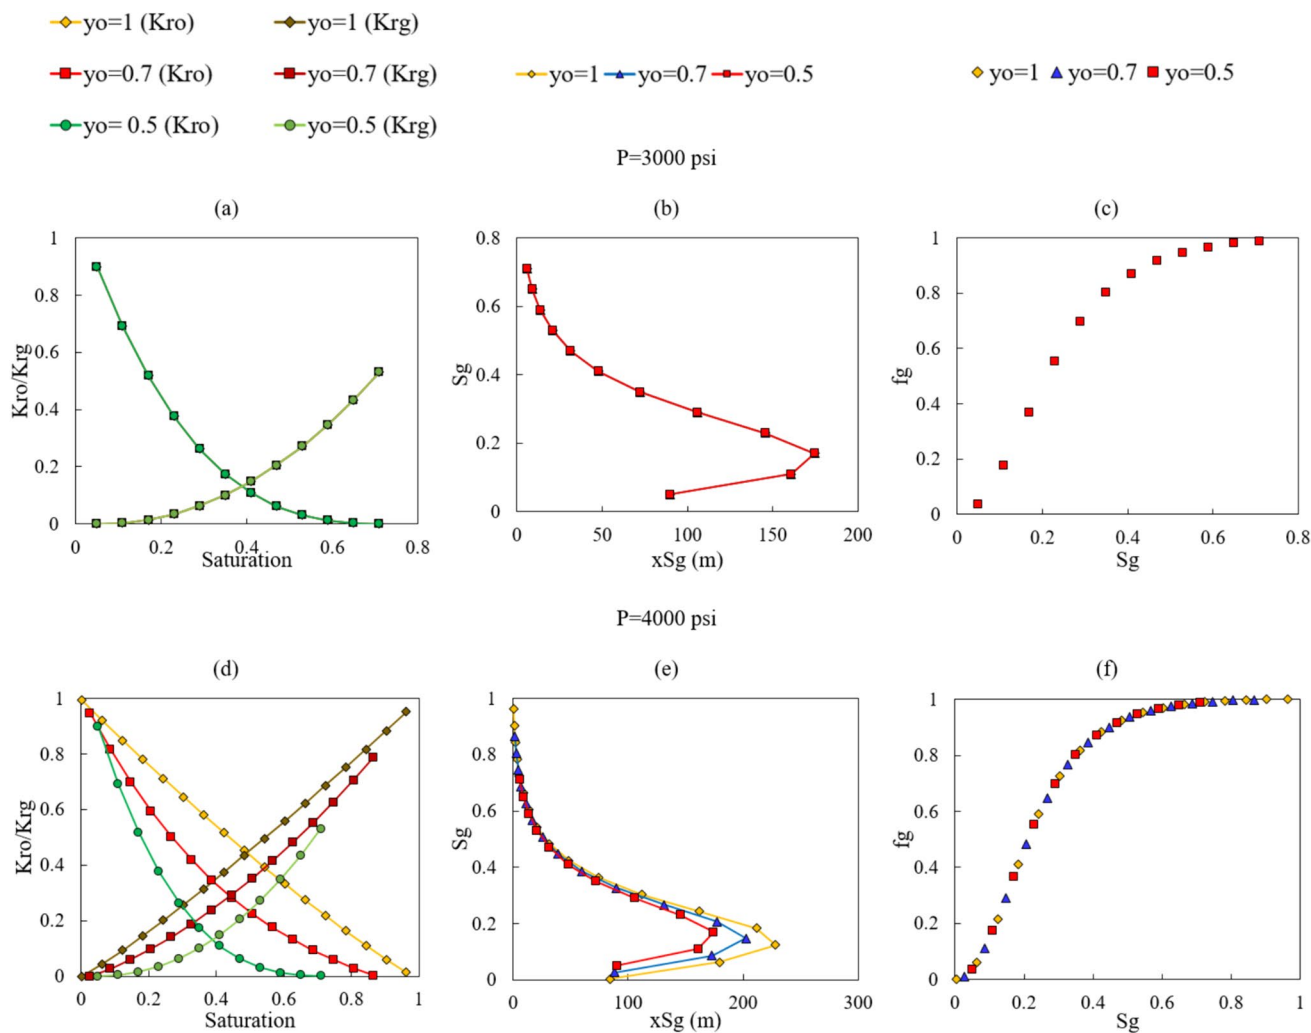 yo=1 (Kro) yo=1 (Krg)
yo=0.7 (Kro) yo=0.7 (Krg) yo=1 yo=0.7 yo=0.5 yo=1 yo=0.7 yo=0.5
yo= 0.5 (Kro) yo=0.5 (Krg)
P=3000 psi
(a) (b) (c)
Kro/Krg
1
0.8
0.6
0.4
0.2
0
0 0.2 0.4 0.6 0.8
Saturation
Sg
0.8
0.6
0.4
0.2
0
0 50 100 150 200
xSg (m)
fg
1
0.8
0.6
0.4
0.2
0
0 0.2 0.4 0.6 0.8
Sg
P=4000 psi
(d) (e) (f)
Kro/Krg
1
0.8
0.6
0.4
0.2
0
0 0.2 0.4 0.6 0.8 1
Saturation
Sg
1
0.8
0.6
0.4
0.2
0
0 100 200 300
xSg (m)
fg
1
0.8
0.6
0.4
0.2
0
0 0.2 0.4 0.6 0.8 1
Sg